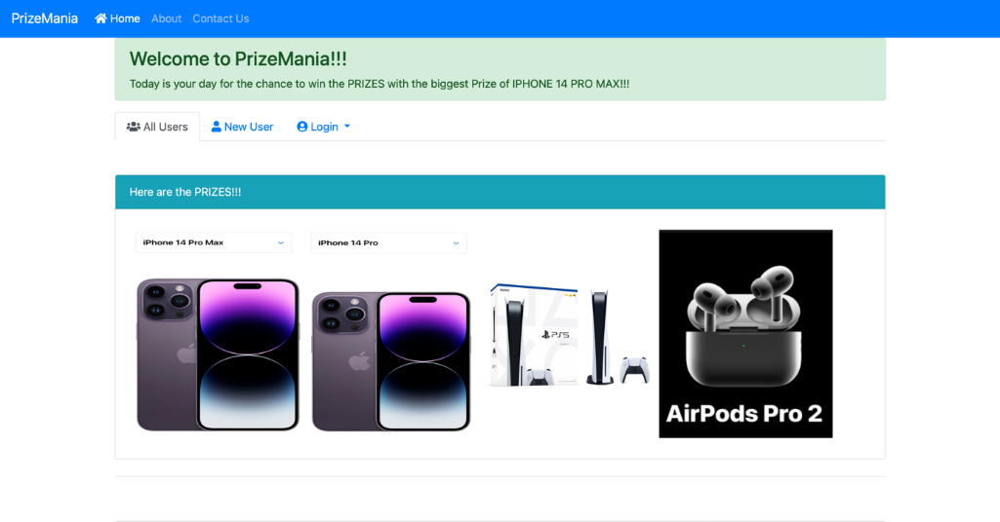 PrizeMania Home About Contact Us
Welcome to PrizeMania!!!
Today is your day for the chance to win the PRIZES with the biggest Prize of IPHONE 14 PRO MAX!!!
All Users New User Login
Here are the PRIZES!!!
iPhone 14 Pro Max iPhone 14 Pro
PS5
AirPods Pro 2